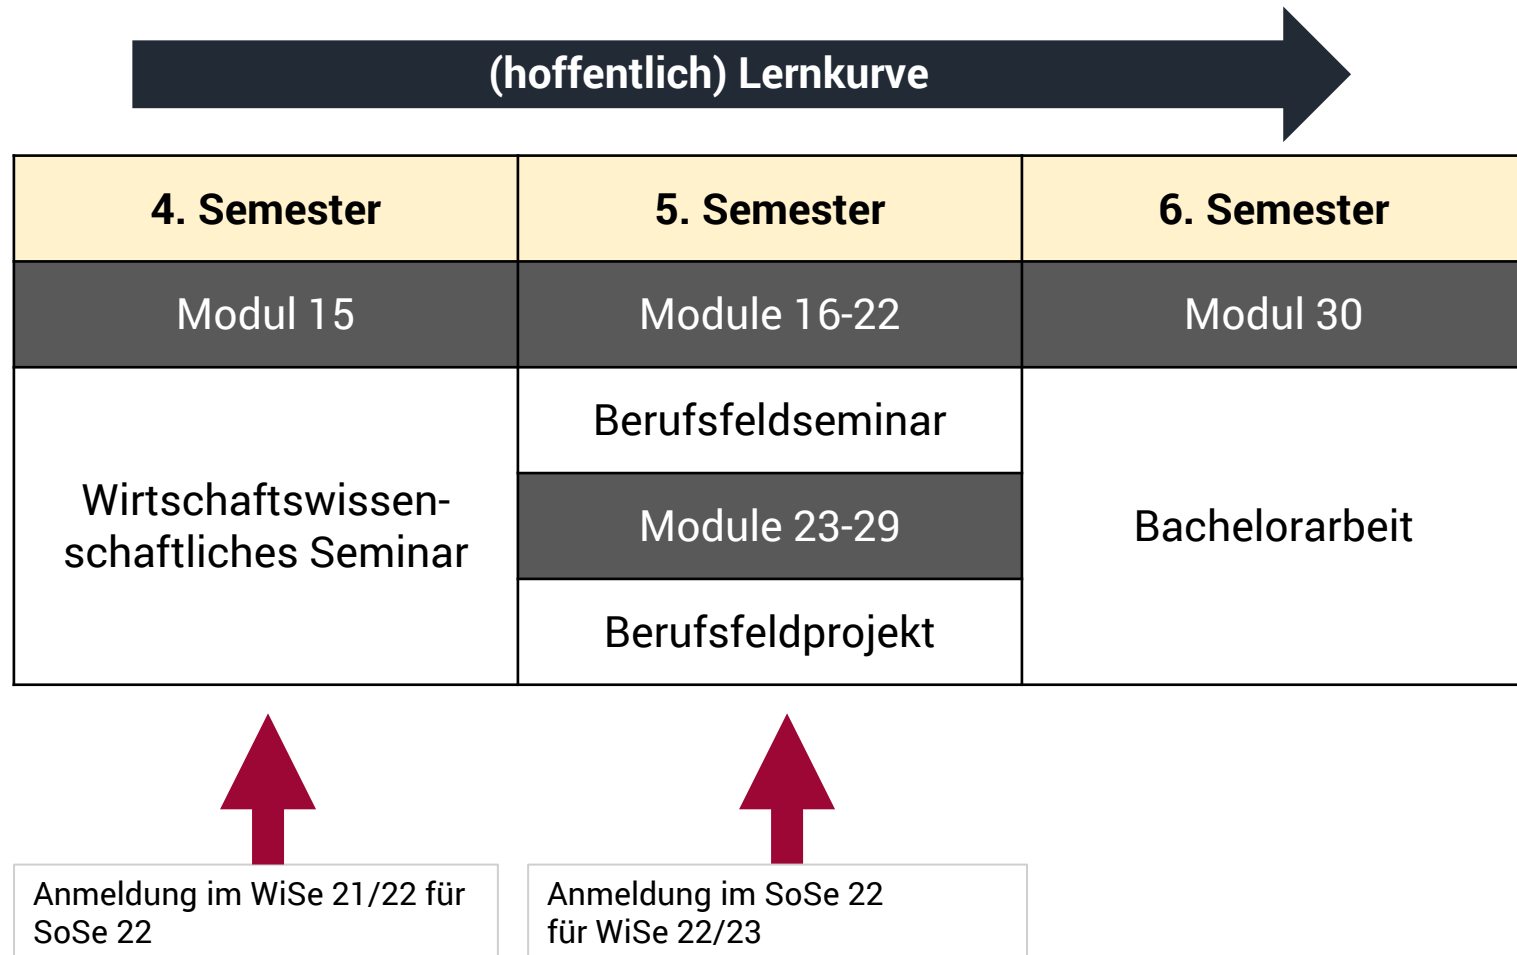 (hoffentlich) Lernkurve
4. Semester
5. Semester
6. Semester
Modul 15
Module 16-22
Modul 30
Wirtschaftswissen-
schaftliches Seminar
Berufsfeldseminar
Module 23-29
Berufsfeldprojekt
Bachelorarbeit
Anmeldung im WiSe 21/22 für
SoSe 22
Anmeldung im SoSe 22
für WiSe 22/23